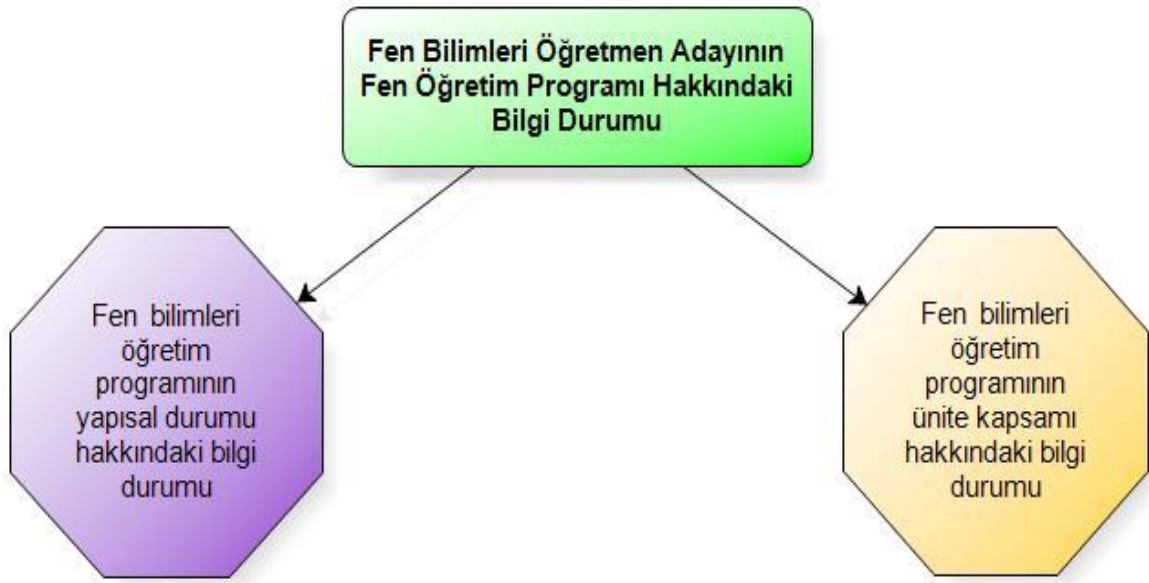 Fen Bilimleri Öğretmen Adayının
Fen Öğretim Programı Hakkındaki
Bilgi Durumu
Fen bilimleri
öğretim
programının
yapısal durumu
hakkındaki bilgi
durumu
Fen bilimleri
öğretim
programının
ünite kapsamı
hakkındaki bilgi
durumu